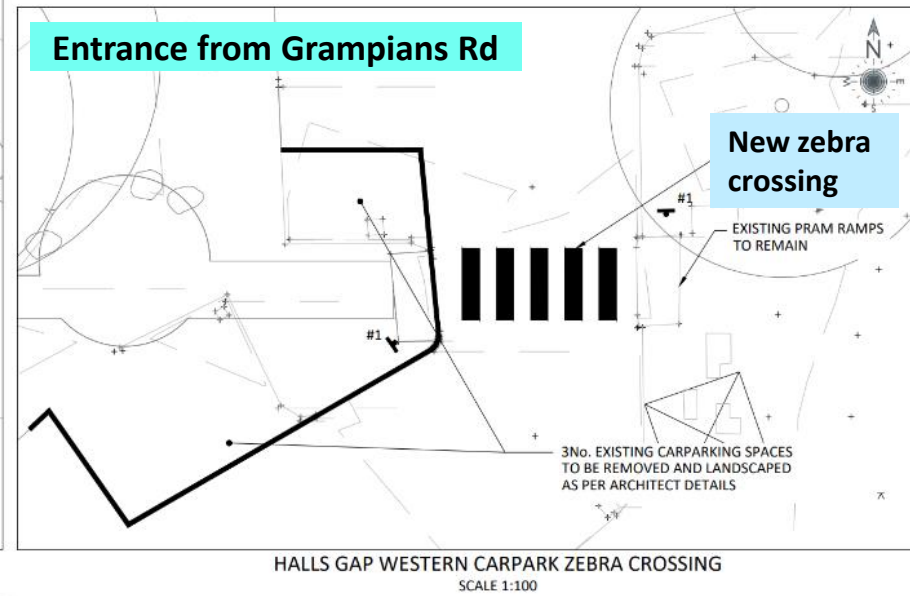 Entrance from Grampians Rd
N
New zebra
crossing
#1
EXISTING PRAM RAMPS
TO REMAIN
#1
3No. EXISTING CARPARKING SPACES
TO BE REMOVED AND LANDSCAPED
AS PER ARCHITECT DETAILS
HALLS GAP WESTERN CARPARK ZEBRA CROSSING
SCALE 1:100